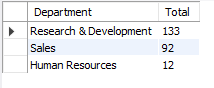 Department Total
Research & Development 133
Sales 92
Human Resources 12